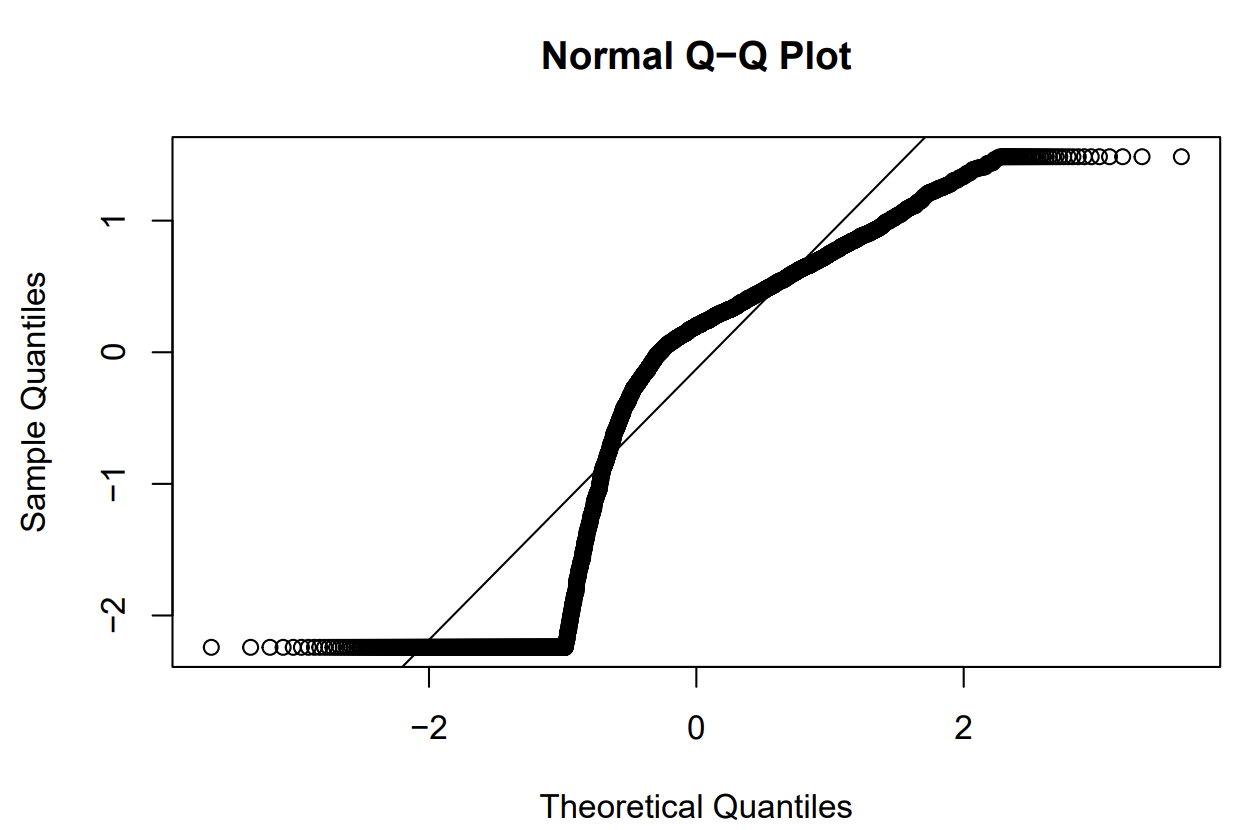 Normal Q−Q Plot
Sample Quantiles
1
0
−1
−2
−2 0 2
Theoretical Quantiles